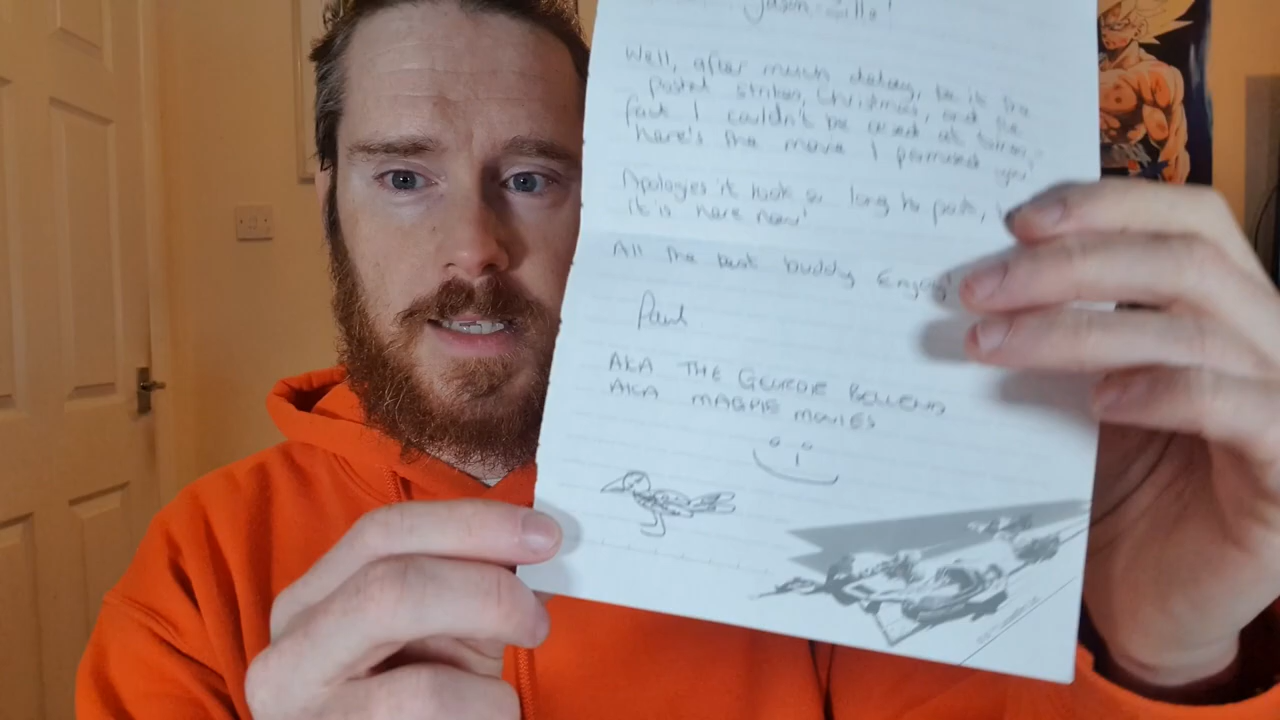 Well, after much delay, be it the
postal strikes, Christmas, and the
fact I couldn't be arsed at times,
here's the movie I promised you!
Apologies it took so long to post,
it is here now!
All the best buddy Enjoy!
Paul
AKA THE GEORDIE BELLEND
AKA MAGPIE MOVIES